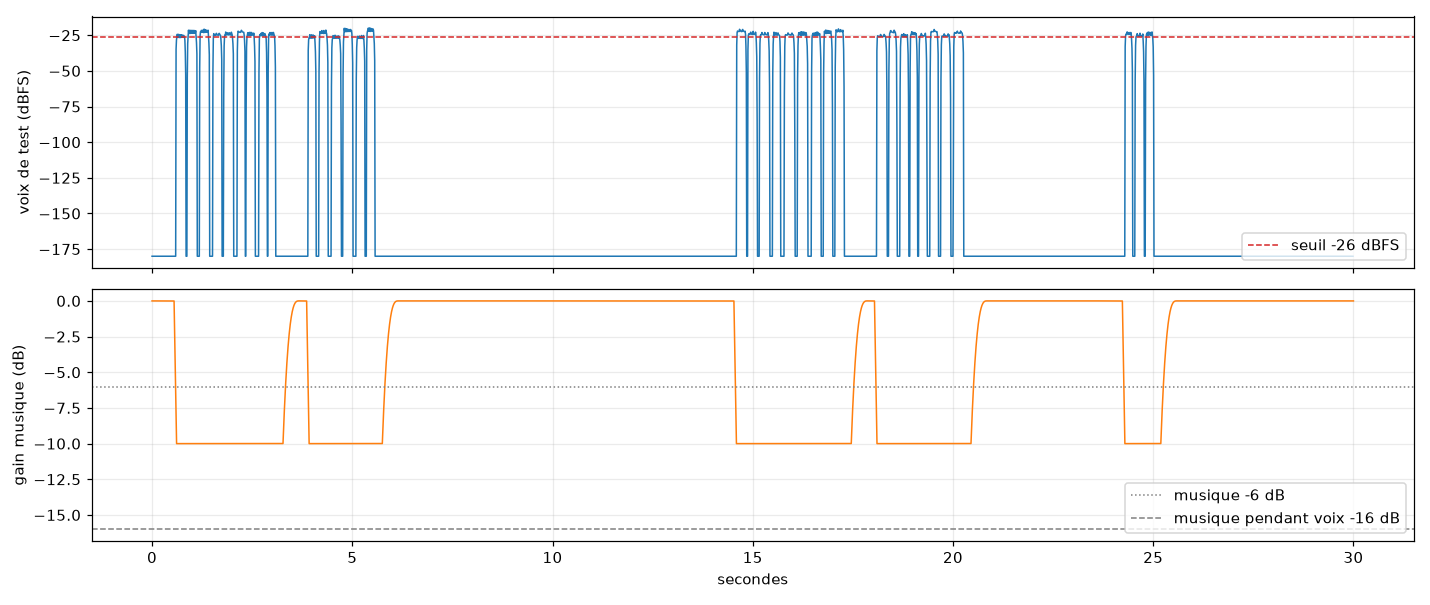 voix de test (dBFS)
−25
−50
−75
−100
−125
−150
−175
seuil -26 dBFS
gain musique (dB)
0.0
−2.5
−5.0
−7.5
−10.0
−12.5
−15.0
musique -6 dB
musique pendant voix -16 dB
0 5 10 15 20 25 30
secondes